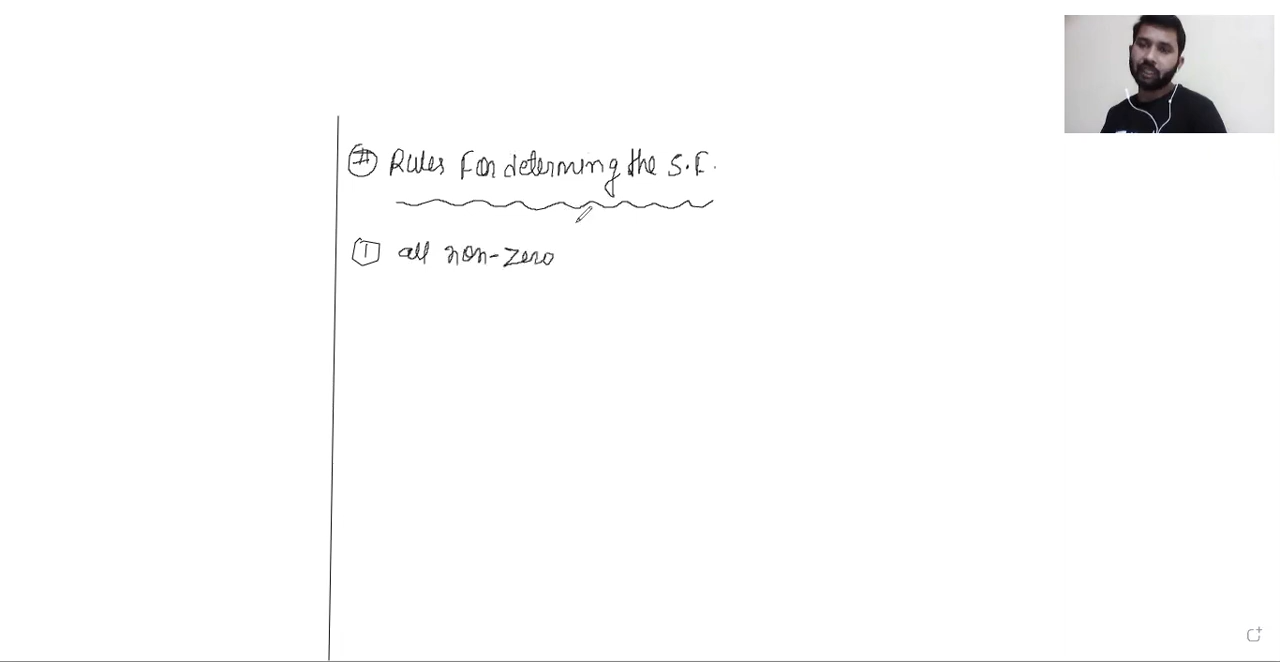 # Rules For determining the S.F.
1 all non-zero